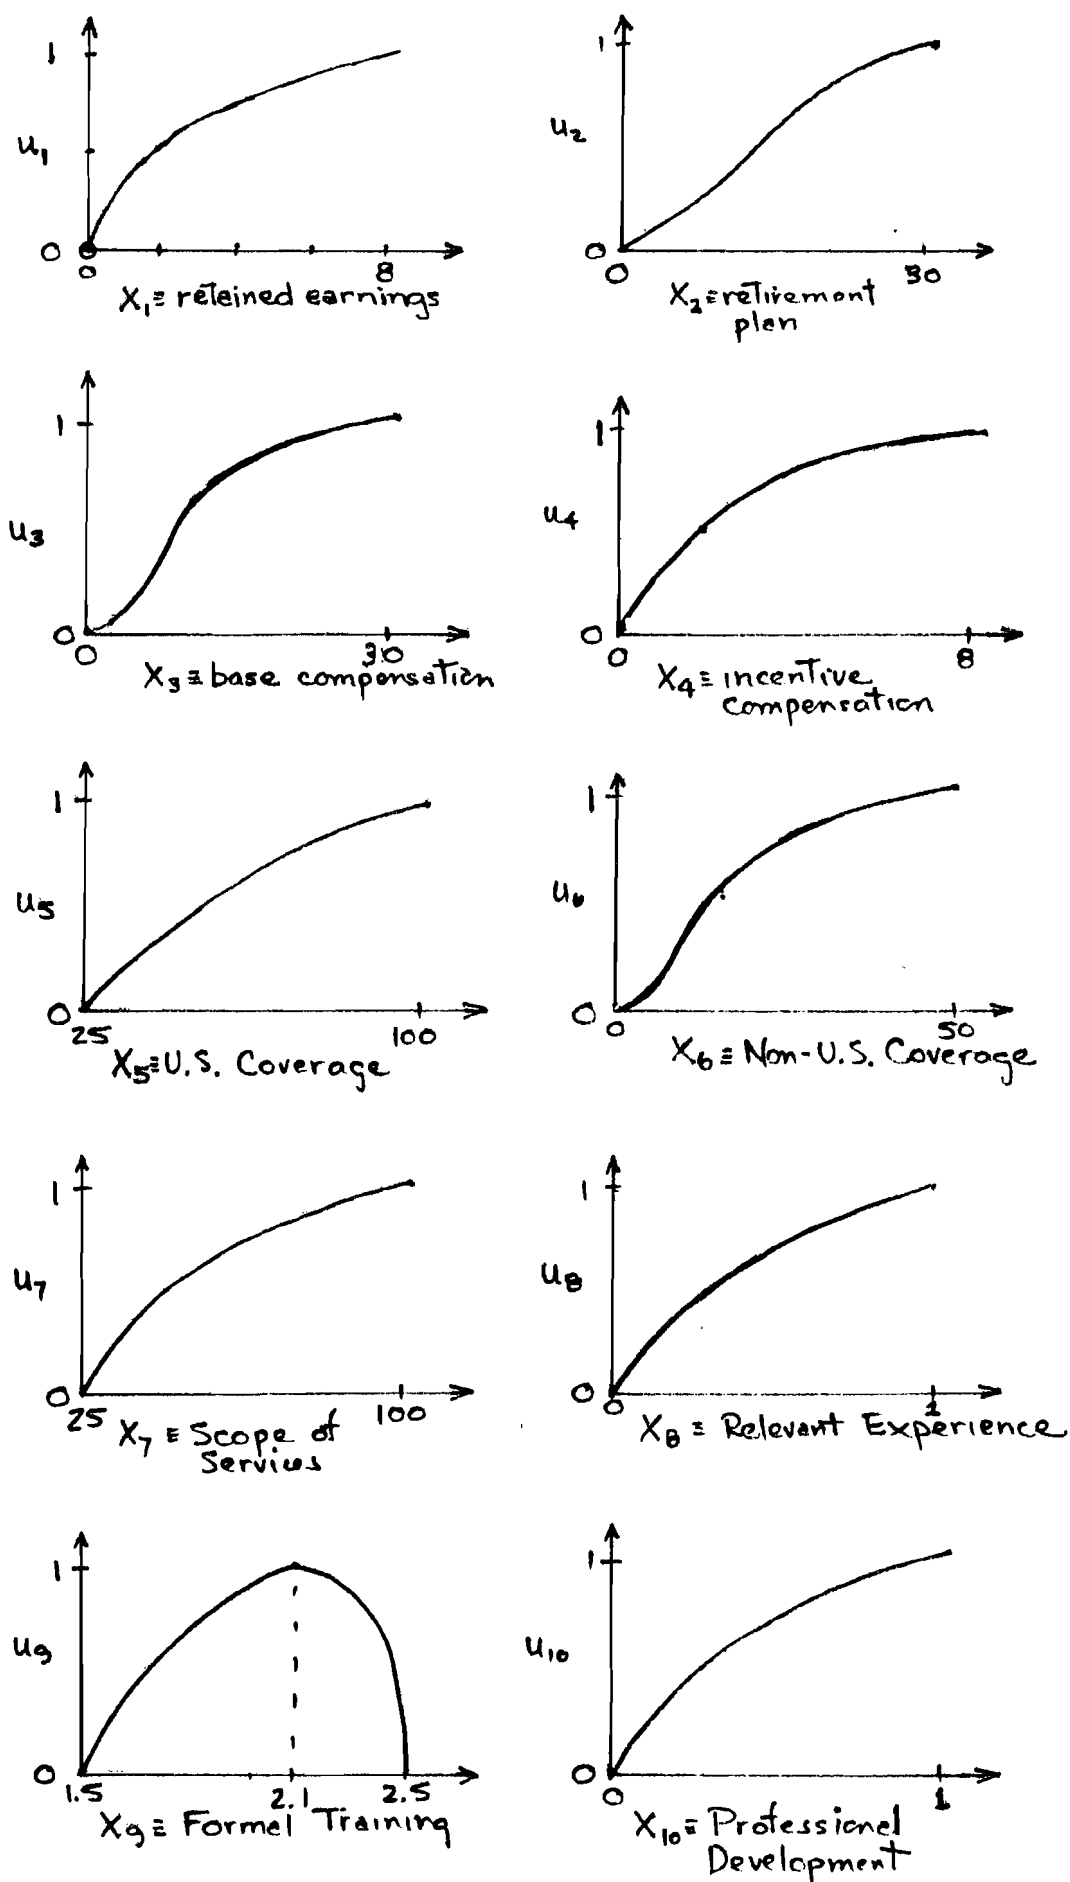 1
u₁
0
0 8
X₁ ≡ retained earnings
1
u₂
0
0 30
X₂ ≡ retirement
plan
1
u₃
0
0 30
X₃ ≡ base compensation
1
u₄
0
0 8
X₄ ≡ incentive
compensation
1
u₅
0
25 100
X₅ ≡ U.S. Coverage
1
u₆
0
0 50
X₆ ≡ Non-U.S. Coverage
1
u₇
0
25 100
X₇ ≡ Scope of
Services
1
u₈
0
0 1
X₈ ≡ Relevant Experience
1
u₉
0
1.5 2.1 2.5
X₉ ≡ Formal Training
1
u₁₀
0
0 1
X₁₀ ≡ Professional
Development